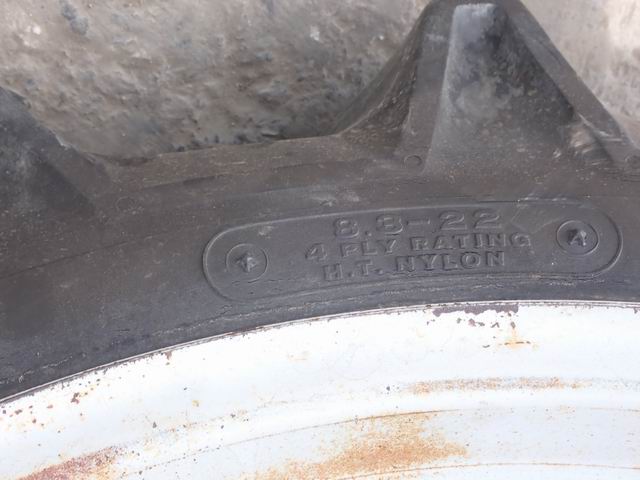 8.3-22
4 PLY RATING
H.T. NYLON